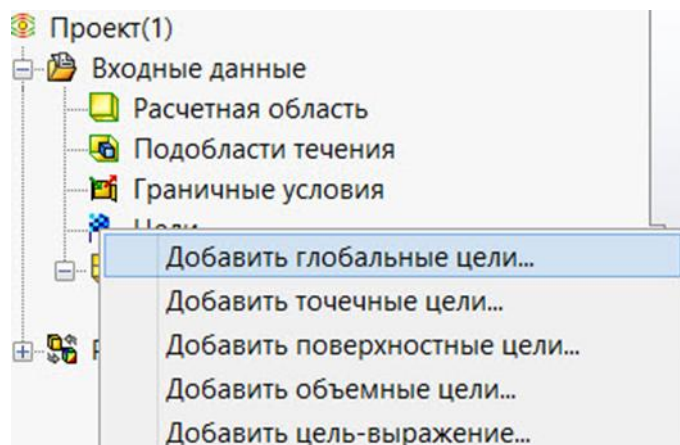 Проект(1)
Входные данные
Расчетная область
Подобласти течения
Граничные условия
Цели
Добавить глобальные цели...
Добавить точечные цели...
Добавить поверхностные цели...
Добавить объемные цели...
Добавить цель-выражение...